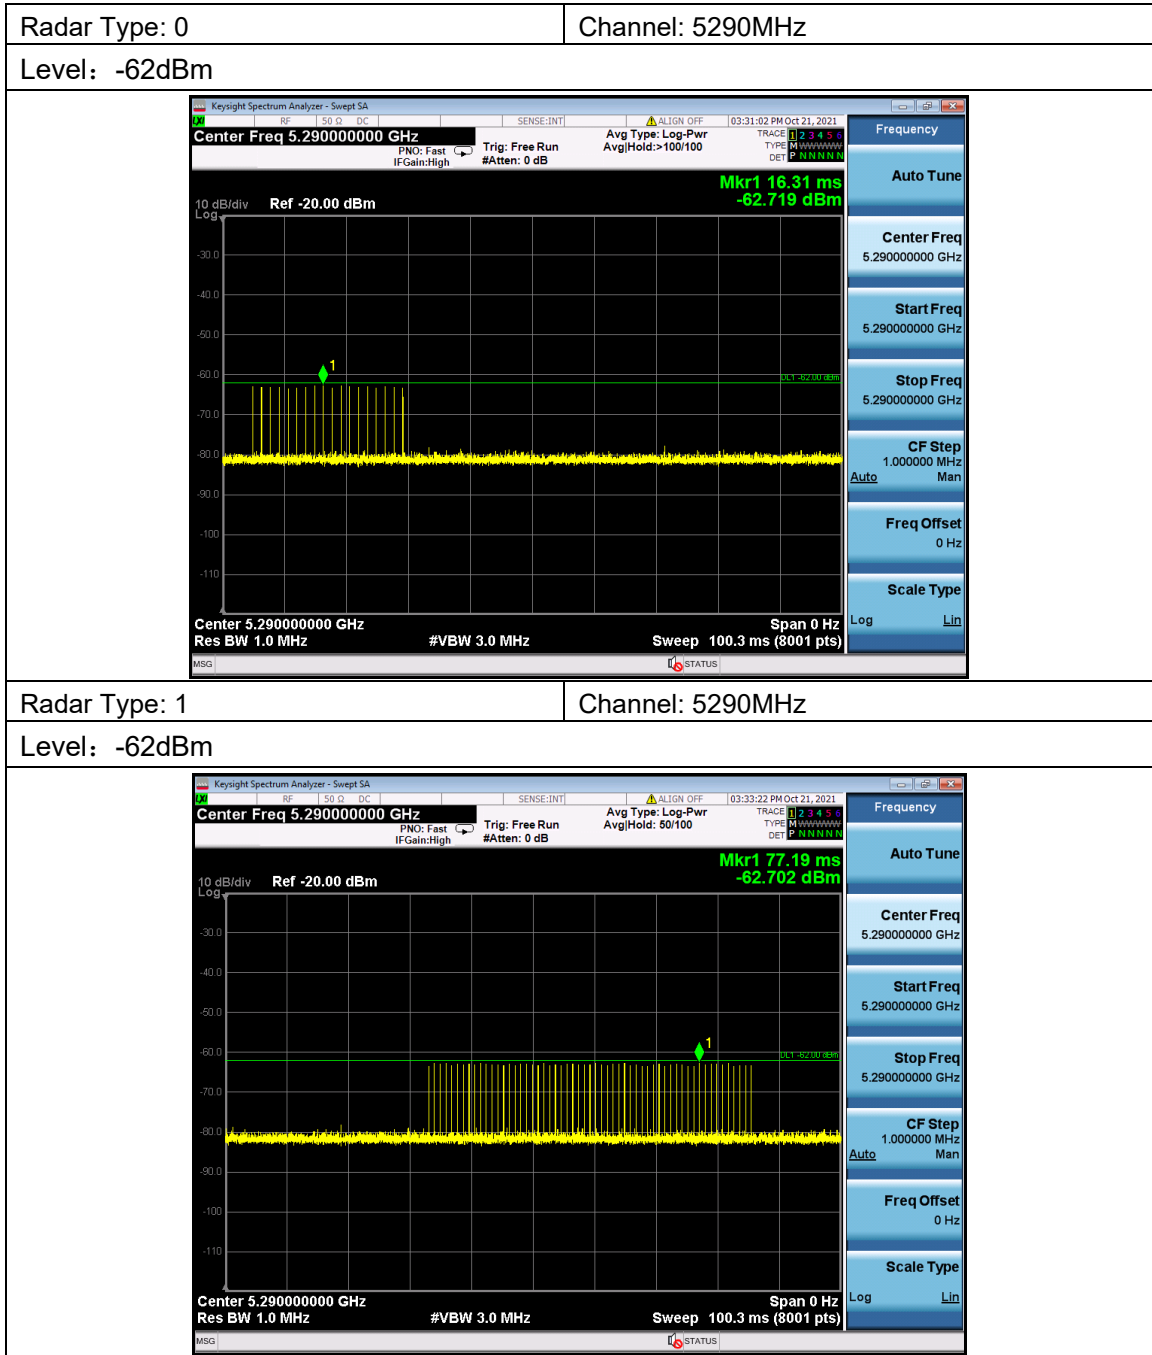 Radar Type: 0 Channel: 5290MHz
Level：-62dBm
Keysight Spectrum Analyzer - Swept SA
LXI RF 50 Ω DC SENSE:INT ALIGN OFF 03:31:02 PM Oct 21, 2021
Center Freq 5.290000000 GHz
PNO: Fast
IFGain:High
Trig: Free Run
#Atten: 0 dB
Avg Type: Log-Pwr
Avg|Hold:>100/100
TRACE 1 2 3 4 5 6
TYPE M WWWWW
DET P N N N N N
Mkr1 16.31 ms
-62.719 dBm
10 dB/div Ref -20.00 dBm
Log
-30.0
-40.0
-50.0
1
-60.0
DL1 -62.00 dBm
-70.0
-80.0
-90.0
-100
-110
Center 5.290000000 GHz Span 0 Hz
Res BW 1.0 MHz #VBW 3.0 MHz Sweep 100.3 ms (8001 pts)
MSG STATUS
Frequency
Auto Tune
Center Freq
5.290000000 GHz
Start Freq
5.290000000 GHz
Stop Freq
5.290000000 GHz
CF Step
1.000000 MHz
Auto Man
Freq Offset
0 Hz
Scale Type
Log Lin
Radar Type: 1 Channel: 5290MHz
Level：-62dBm
Keysight Spectrum Analyzer - Swept SA
LXI RF 50 Ω DC SENSE:INT ALIGN OFF 03:33:22 PM Oct 21, 2021
Center Freq 5.290000000 GHz
PNO: Fast
IFGain:High
Trig: Free Run
#Atten: 0 dB
Avg Type: Log-Pwr
Avg|Hold: 50/100
TRACE 1 2 3 4 5 6
TYPE M WWWWW
DET P N N N N N
Mkr1 77.19 ms
-62.702 dBm
10 dB/div Ref -20.00 dBm
Log
-30.0
-40.0
-50.0
1
-60.0
DL1 -62.00 dBm
-70.0
-80.0
-90.0
-100
-110
Center 5.290000000 GHz Span 0 Hz
Res BW 1.0 MHz #VBW 3.0 MHz Sweep 100.3 ms (8001 pts)
MSG STATUS
Frequency
Auto Tune
Center Freq
5.290000000 GHz
Start Freq
5.290000000 GHz
Stop Freq
5.290000000 GHz
CF Step
1.000000 MHz
Auto Man
Freq Offset
0 Hz
Scale Type
Log Lin